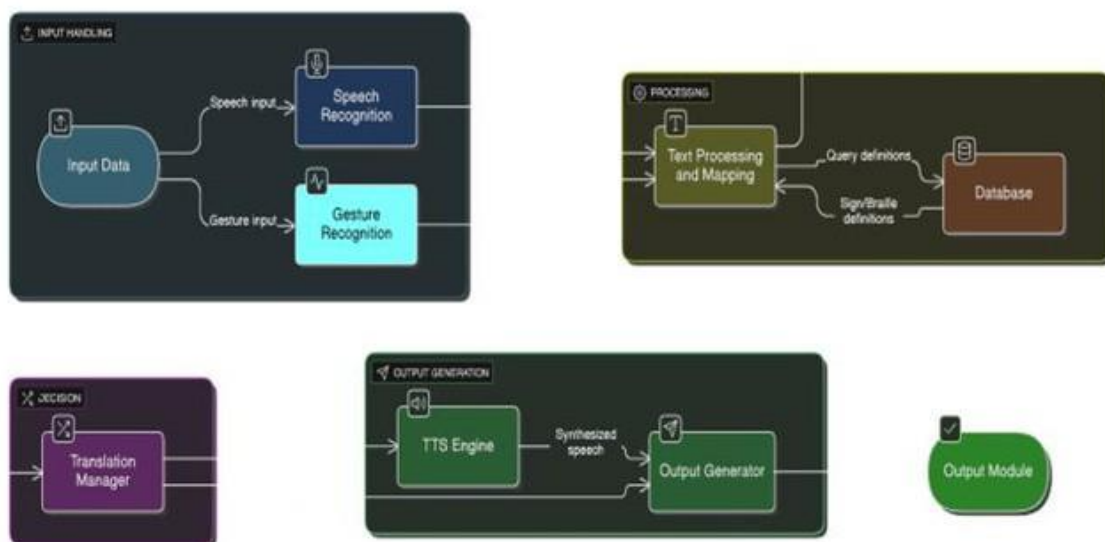 INPUT HANDLING
Speech input
Speech
Recognition
Input Data
Gesture input
Gesture
Recognition
PROCESSING
Text Processing
and Mapping
Query definitions
Sign/Braille
definitions
Database
DECISION
Translation
Manager
OUTPUT GENERATION
TTS Engine
Synthesized
speech
Output Generator
Output Module